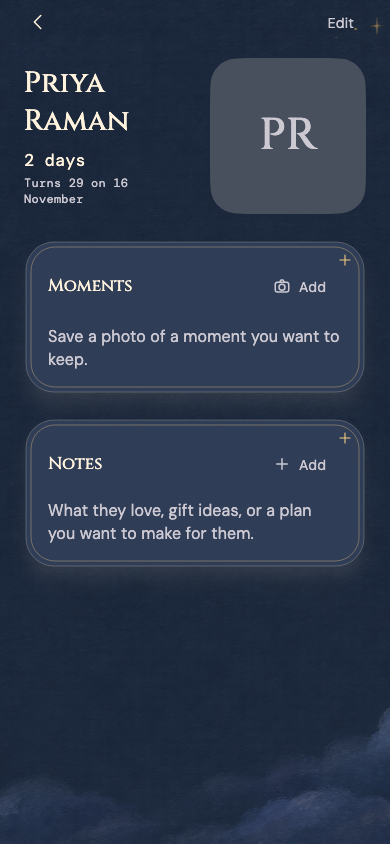 Edit
Priya
Raman
PR
2 days
Turns 29 on 16
November
Moments
Add
Save a photo of a moment you want to
keep.
Notes
Add
What they love, gift ideas, or a plan
you want to make for them.